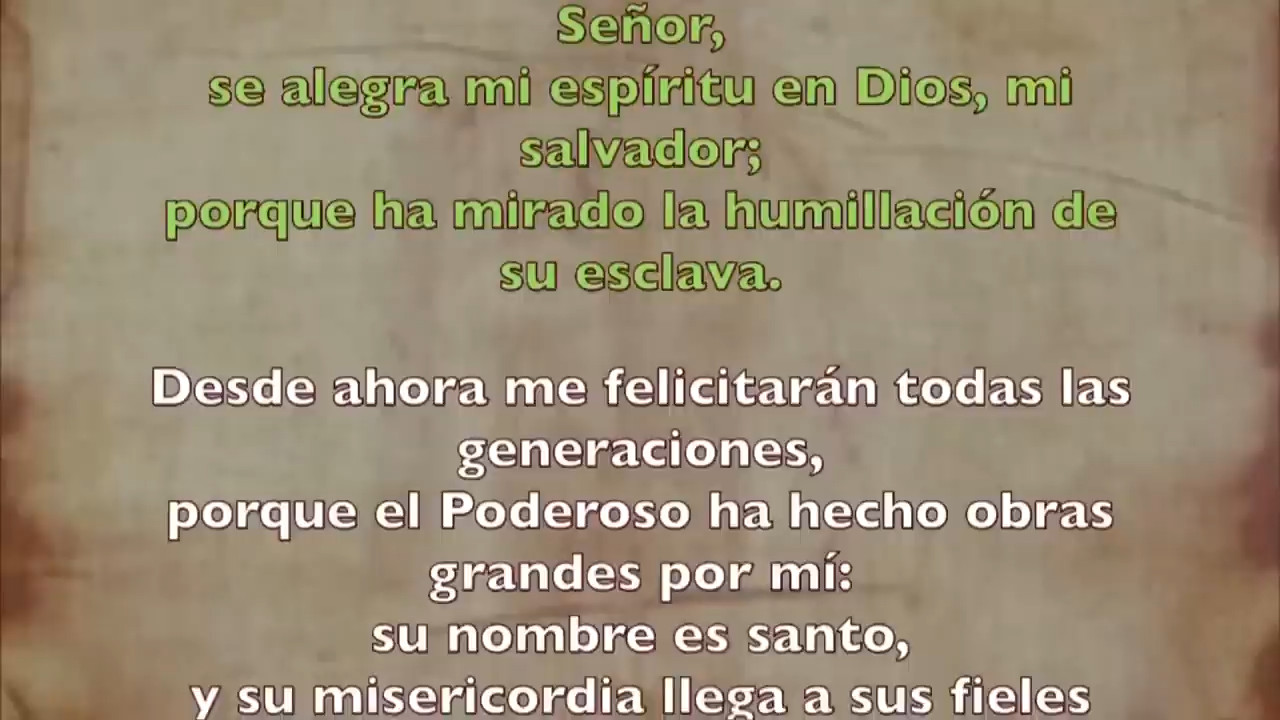 Señor,
se alegra mi espíritu en Dios, mi
salvador;
porque ha mirado la humillación de
su esclava.
Desde ahora me felicitarán todas las
generaciones,
porque el Poderoso ha hecho obras
grandes por mí:
su nombre es santo,
y su misericordia llega a sus fieles